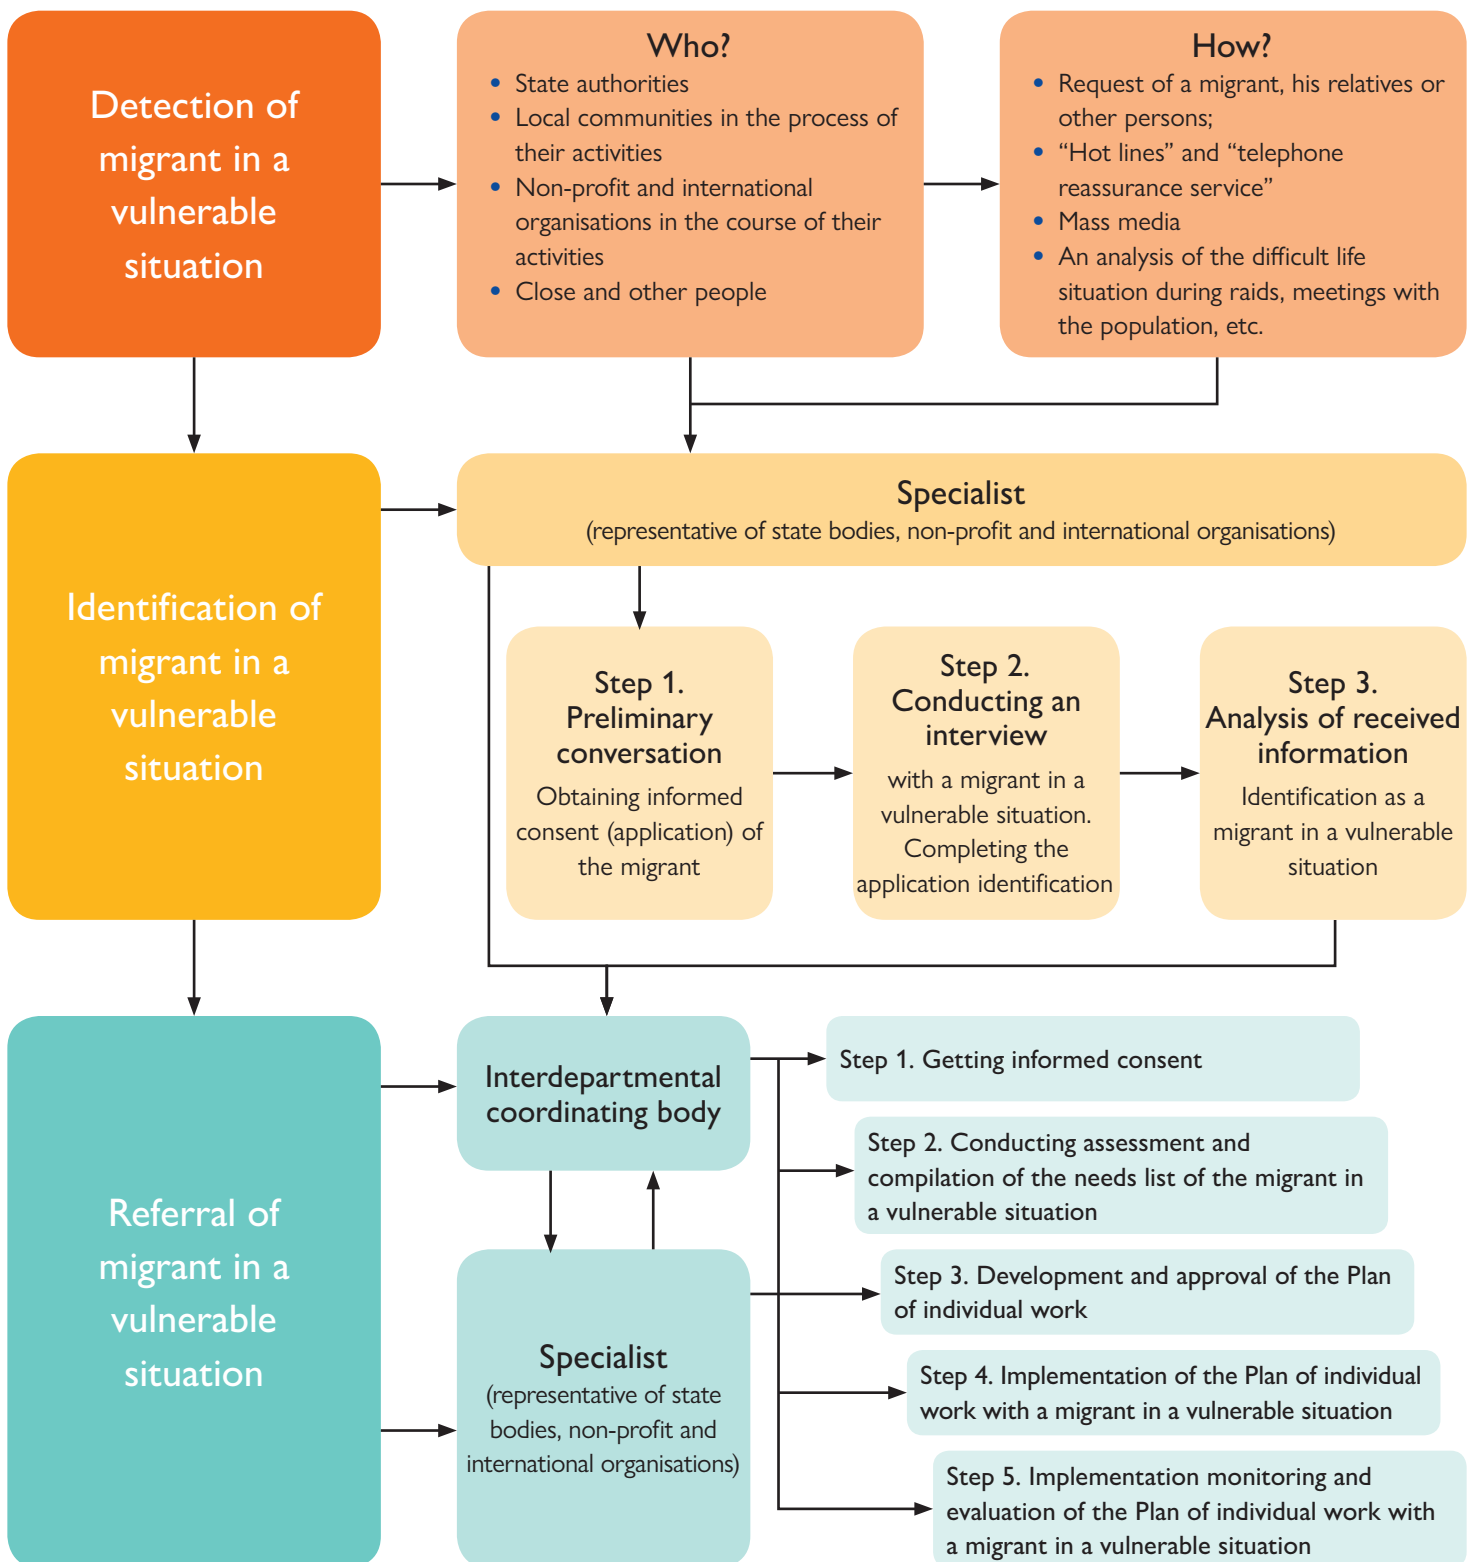 Detection of
migrant in a
vulnerable
situation
Who?
• State authorities
• Local communities in the process of
their activities
• Non-profit and international
organisations in the course of their
activities
• Close and other people
How?
• Request of a migrant, his relatives or
other persons;
• “Hot lines” and “telephone
reassurance service”
• Mass media
• An analysis of the difficult life
situation during raids, meetings with
the population, etc.
Identification of
migrant in a
vulnerable
situation
Specialist
(representative of state bodies, non-profit and international organisations)
Step 1.
Preliminary
conversation
Obtaining informed
consent (application) of
the migrant
Step 2.
Conducting an
interview
with a migrant in a
vulnerable situation.
Completing the
application identification
Step 3.
Analysis of received
information
Identification as a
migrant in a vulnerable
situation
Referral of
migrant in a
vulnerable
situation
Interdepartmental
coordinating body
Specialist
(representative of state
bodies, non-profit and
international organisations)
Step 1. Getting informed consent
Step 2. Conducting assessment and
compilation of the needs list of the migrant in
a vulnerable situation
Step 3. Development and approval of the Plan
of individual work
Step 4. Implementation of the Plan of individual
work with a migrant in a vulnerable situation
Step 5. Implementation monitoring and
evaluation of the Plan of individual work with
a migrant in a vulnerable situation